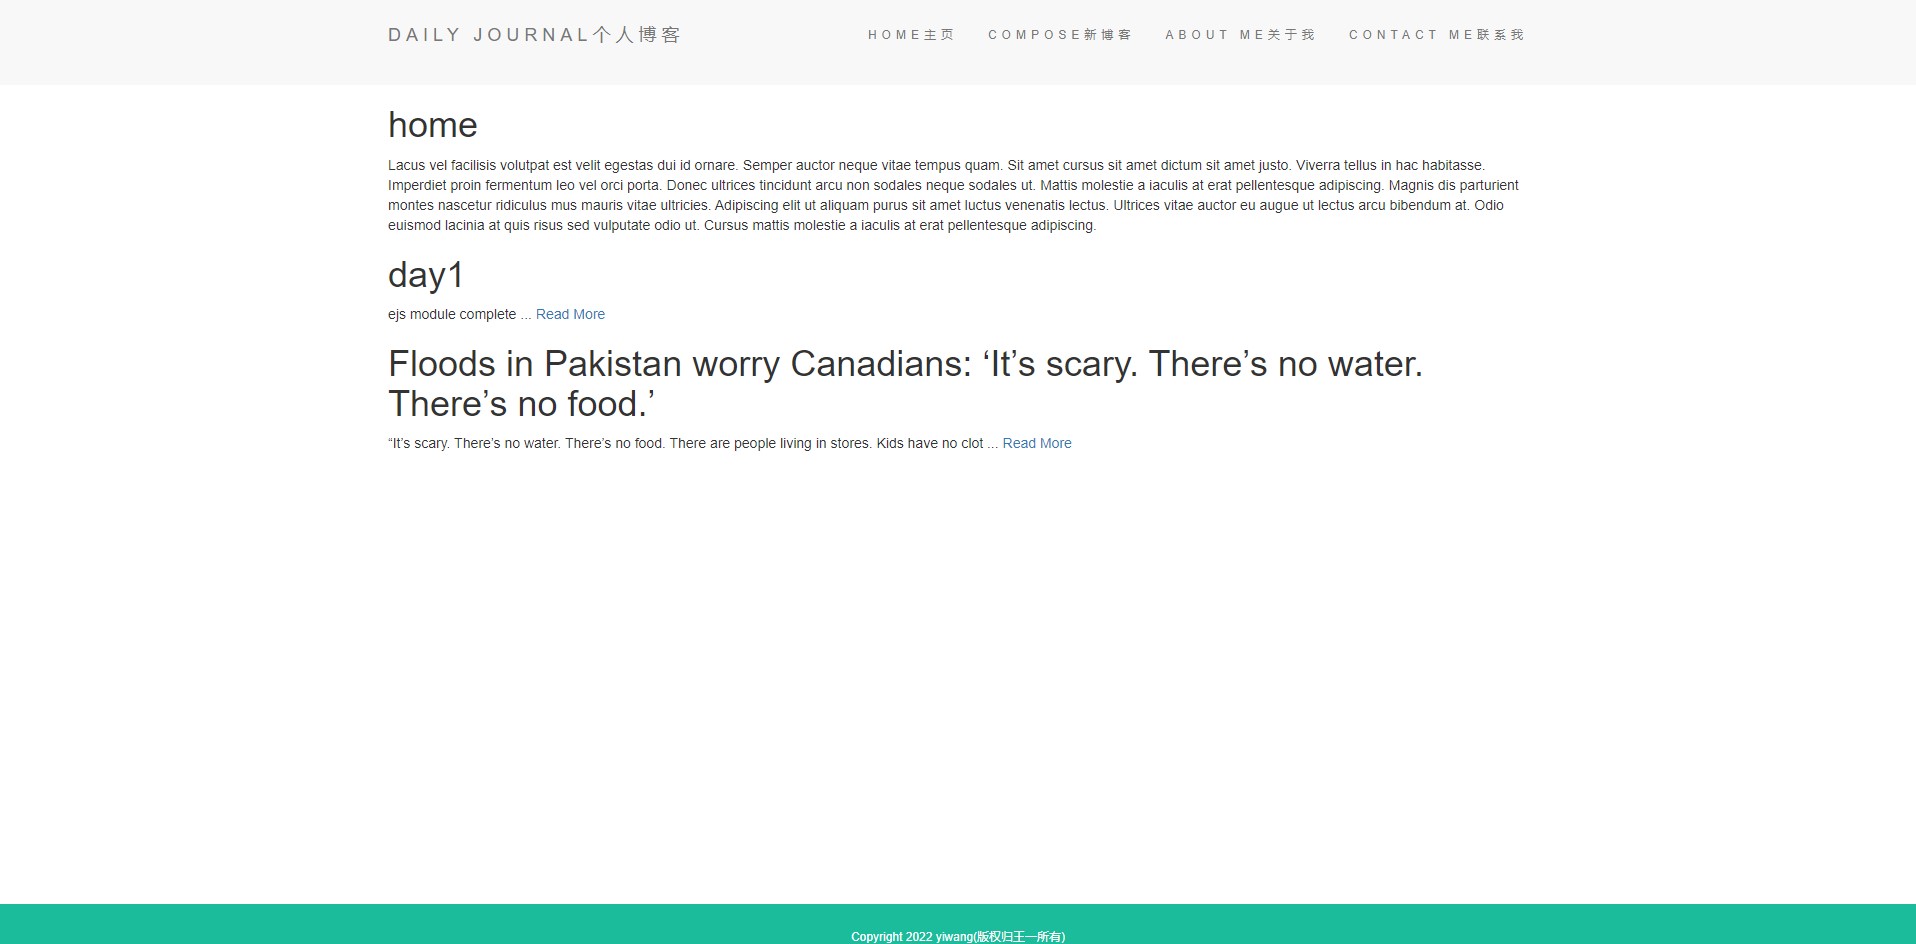 DAILY JOURNAL个人博客
HOME主页
COMPOSE新博客
ABOUT ME关于我
CONTACT ME联系我
home
Lacus vel facilisis volutpat est velit egestas dui id ornare. Semper auctor neque vitae tempus quam. Sit amet cursus sit amet dictum sit amet justo. Viverra tellus in hac habitasse.
Imperdiet proin fermentum leo vel orci porta. Donec ultrices tincidunt arcu non sodales neque sodales ut. Mattis molestie a iaculis at erat pellentesque adipiscing. Magnis dis parturient
montes nascetur ridiculus mus mauris vitae ultricies. Adipiscing elit ut aliquam purus sit amet luctus venenatis lectus. Ultrices vitae auctor eu augue ut lectus arcu bibendum at. Odio
euismod lacinia at quis risus sed vulputate odio ut. Cursus mattis molestie a iaculis at erat pellentesque adipiscing.
day1
ejs module complete ... Read More
Floods in Pakistan worry Canadians: ‘It’s scary. There’s no water.
There’s no food.’
“It’s scary. There’s no water. There’s no food. There are people living in stores. Kids have no clot ... Read More
Copyright 2022 yiwang(版权归王一所有)